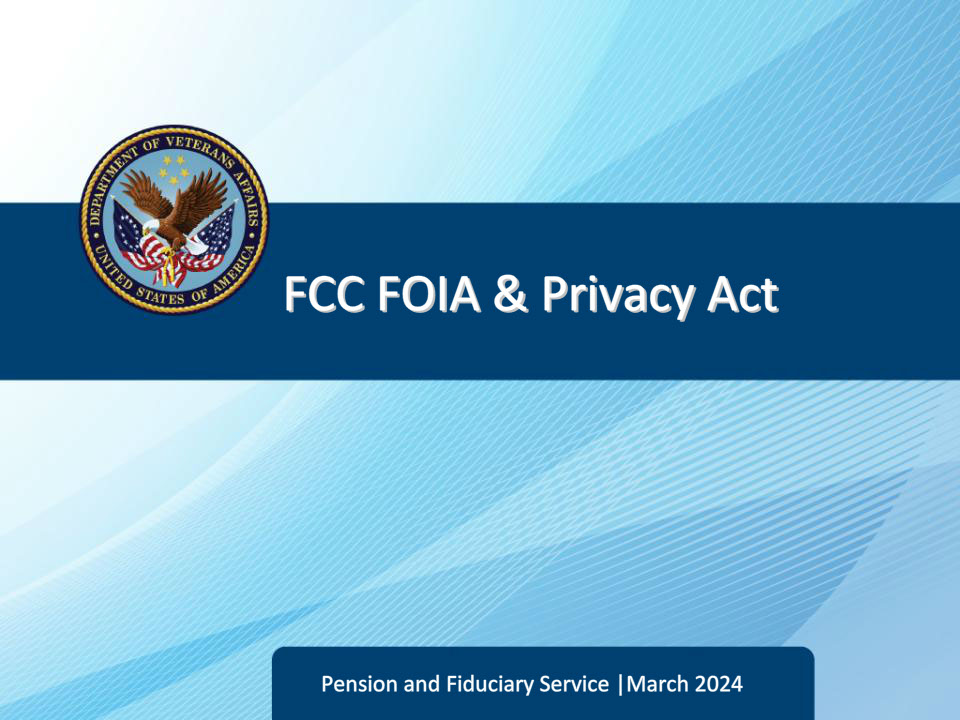 DEPARTMENT OF VETERANS AFFAIRS
UNITED STATES OF AMERICA
FCC FOIA & Privacy Act
Pension and Fiduciary Service |March 2024